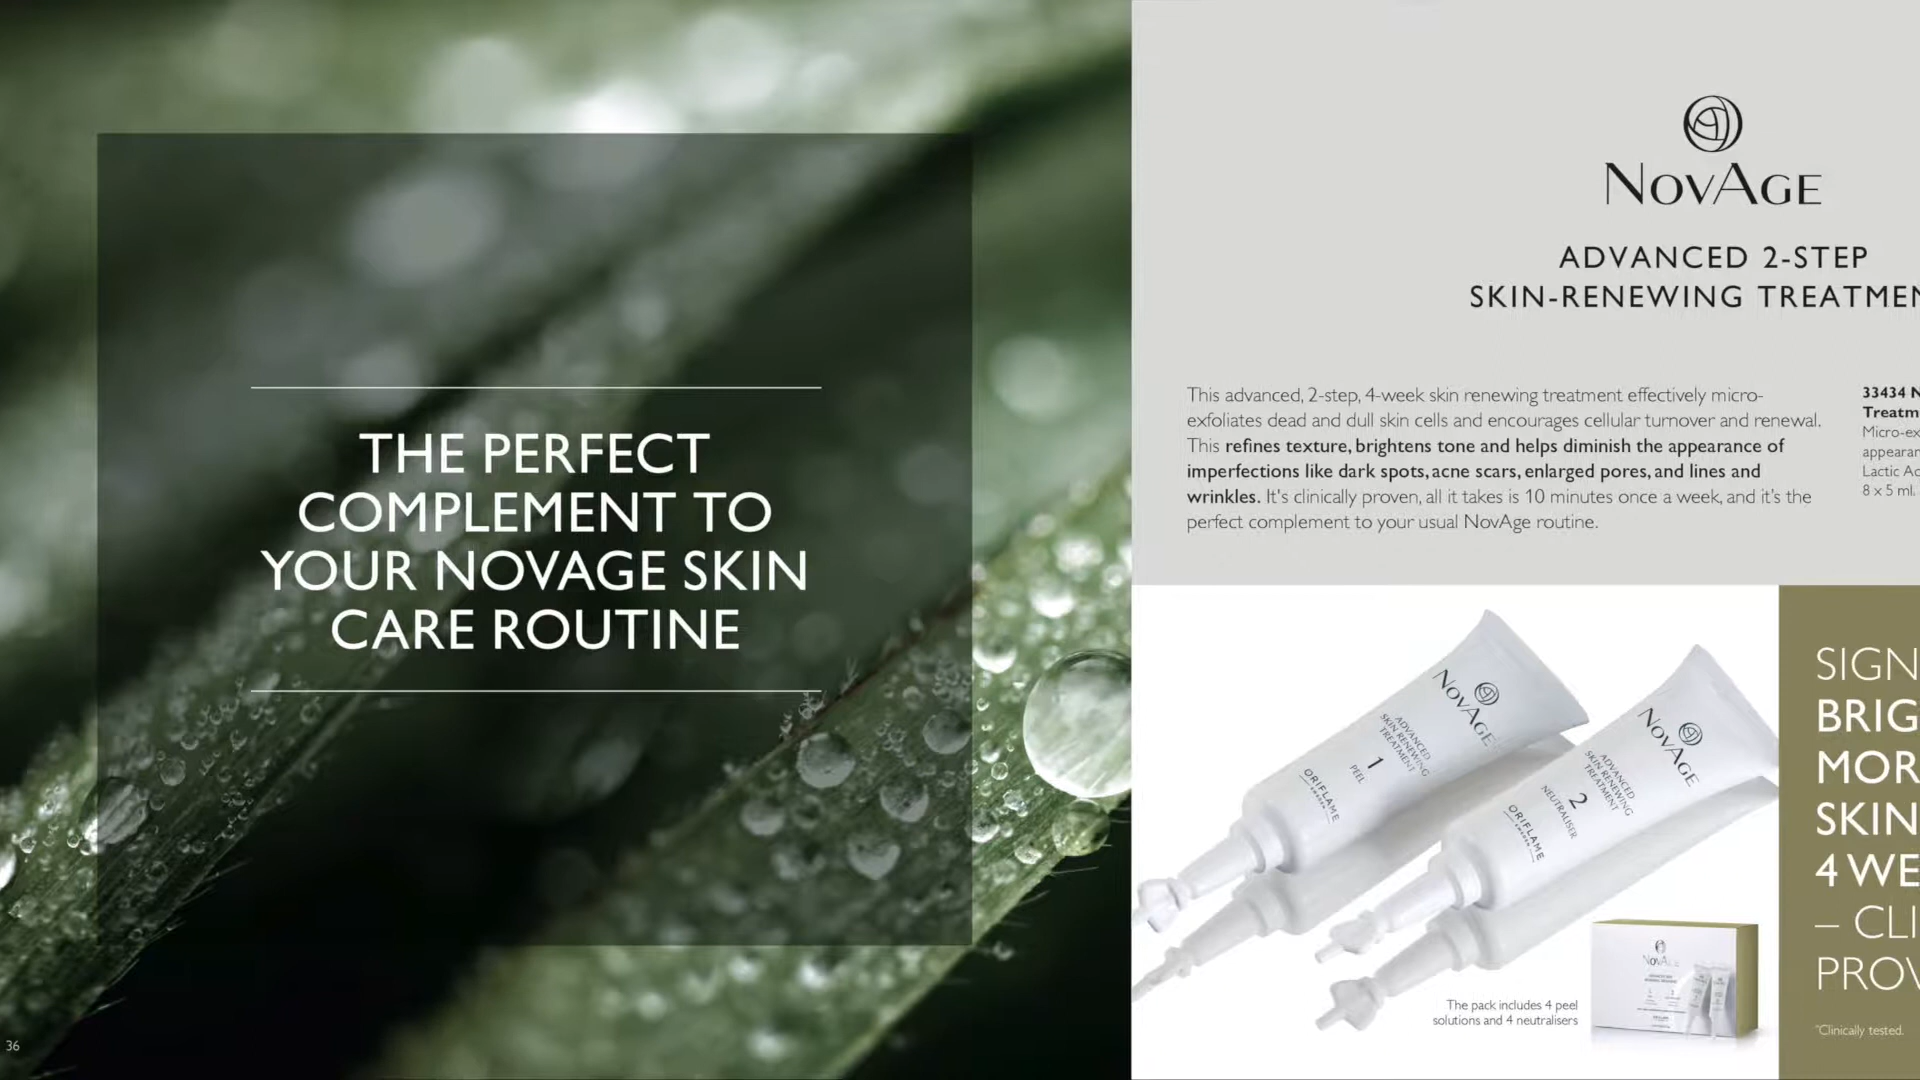 THE PERFECT
COMPLEMENT TO
YOUR NOVAGE SKIN
CARE ROUTINE
36
NOVAGE
ADVANCED 2-STEP
SKIN-RENEWING TREATMEN
This advanced, 2-step, 4-week skin renewing treatment effectively micro-
exfoliates dead and dull skin cells and encourages cellular turnover and renewal.
This refines texture, brightens tone and helps diminish the appearance of
imperfections like dark spots, acne scars, enlarged pores, and lines and
wrinkles. It's clinically proven, all it takes is 10 minutes once a week, and it's the
perfect complement to your usual NovAge routine.
33434 N
Treatm
Micro-ex
appearan
Lactic Ac
8 x 5 ml.
NOVAGE
ADVANCED
SKIN RENEWING
TREATMENT
1
PEEL
ORIFLAME
SWEDEN
NOVAGE
ADVANCED
SKIN RENEWING
TREATMENT
2
NEUTRALISER
ORIFLAME
SWEDEN
NOVAGE
The pack includes 4 peel
solutions and 4 neutralisers
SIGN
BRIG
MOR
SKIN
4 WE
– CLI
PROV
*Clinically tested.